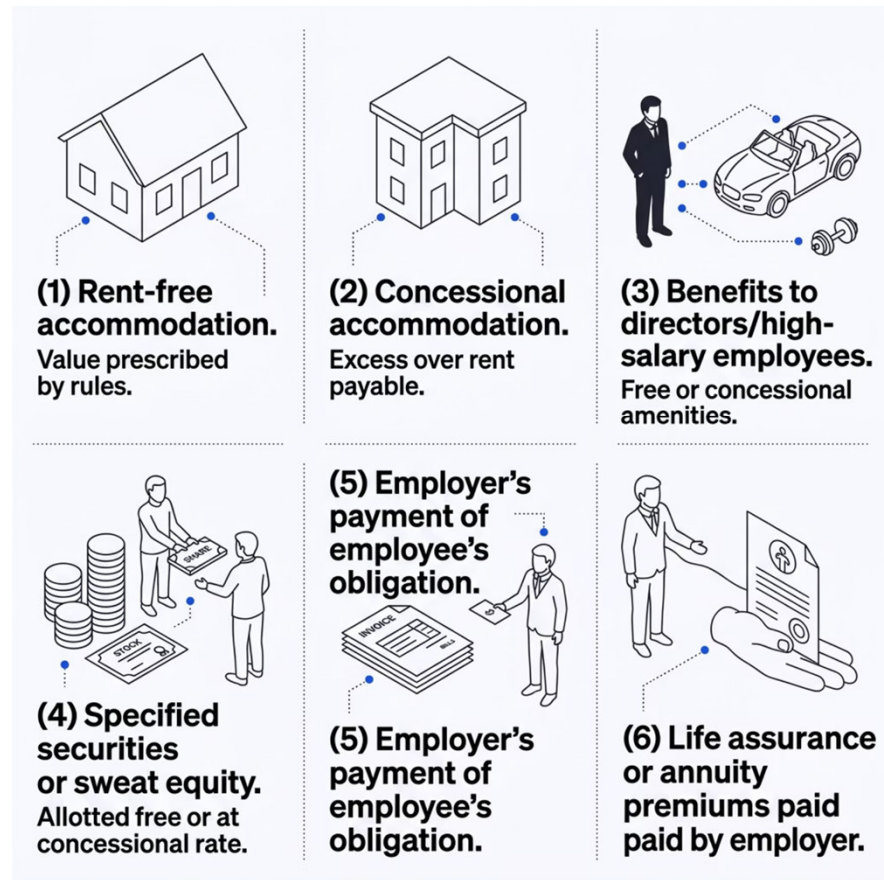 (1) Rent-free
accommodation.
Value prescribed
by rules.
(2) Concessional
accommodation.
Excess over rent
payable.
(3) Benefits to
directors/high-
salary employees.
Free or concessional
amenities.
SHARE
STOCK
(4) Specified
securities
or sweat equity.
Allotted free or at
concessional rate.
(5) Employer’s
payment of
employee’s
obligation.
INVOICE
(5) Employer’s
payment of
employee’s
obligation.
(6) Life assurance
or annuity
premiums paid
paid by employer.